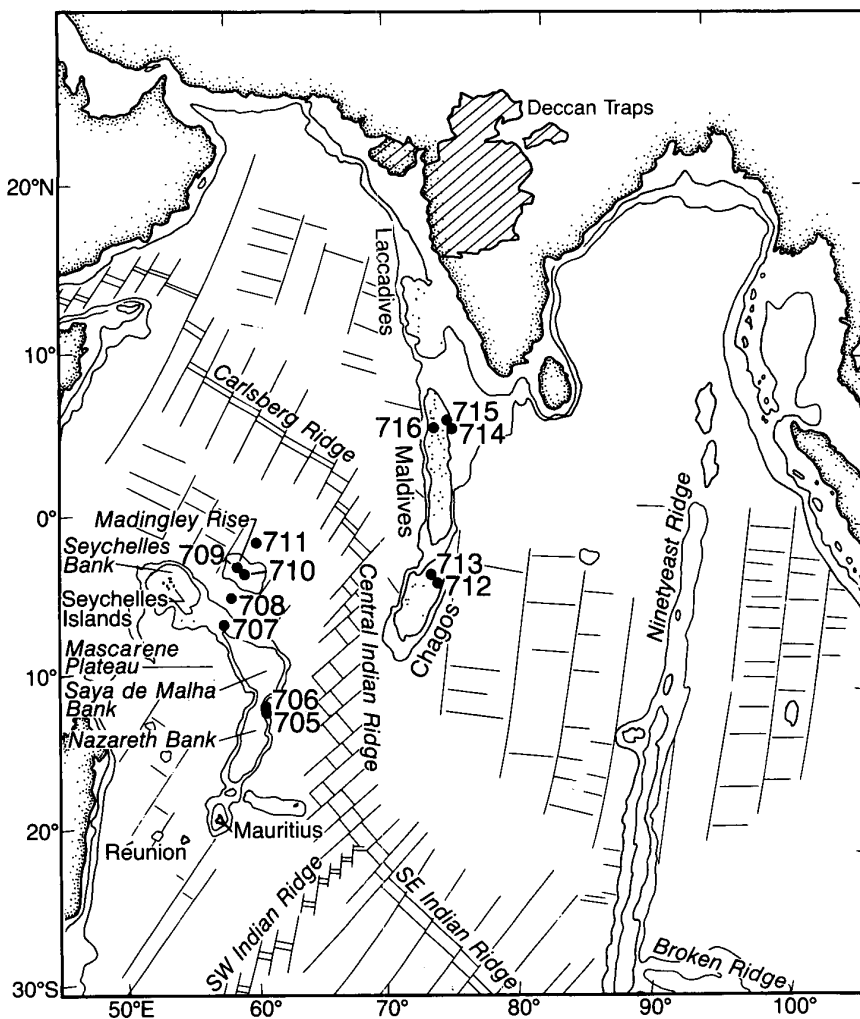 Deccan Traps
20°N
Laccadives
10°
Carlsberg Ridge
715
716
714
Maldives
0°
Madingley Rise
711
Seychelles
Bank
709
710
713
712
Seychelles
Islands
708
707
Chagos
Central Indian Ridge
Ninetyeast Ridge
Mascarene
Plateau
10°
Saya de Malha
Bank
706
705
Nazareth Bank
20°
Mauritius
Réunion
SW Indian Ridge
SE Indian Ridge
Broken Ridge
30°S
50°E
60°
70°
80°
90°
100°